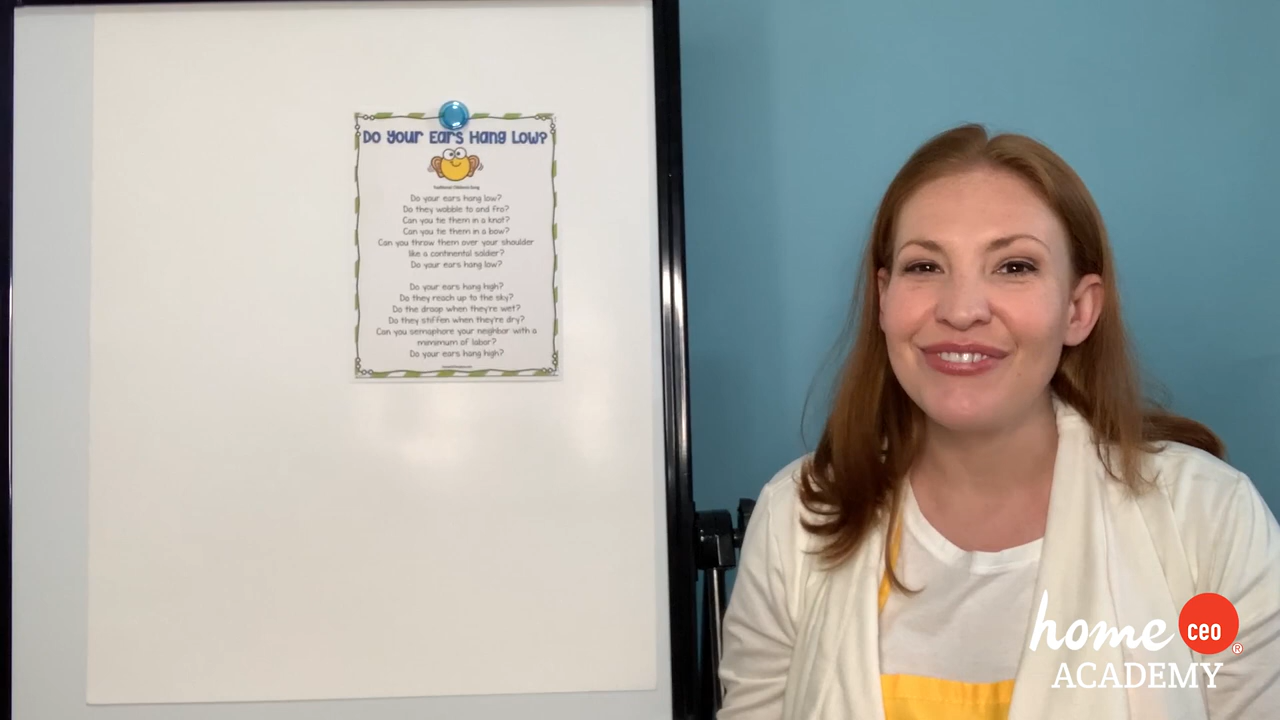 Do Your Ears Hang Low?
Traditional Children's Song
Do your ears hang low?
Do they wobble to and fro?
Can you tie them in a knot?
Can you tie them in a bow?
Can you throw them over your shoulder
like a continental soldier?
Do your ears hang low?
Do your ears hang high?
Do they reach up to the sky?
Do the droop when they're wet?
Do they stiffen when they're dry?
Can you semaphore your neighbor with a
mimimum of labor?
Do your ears hang high?
home ceo ®
ACADEMY